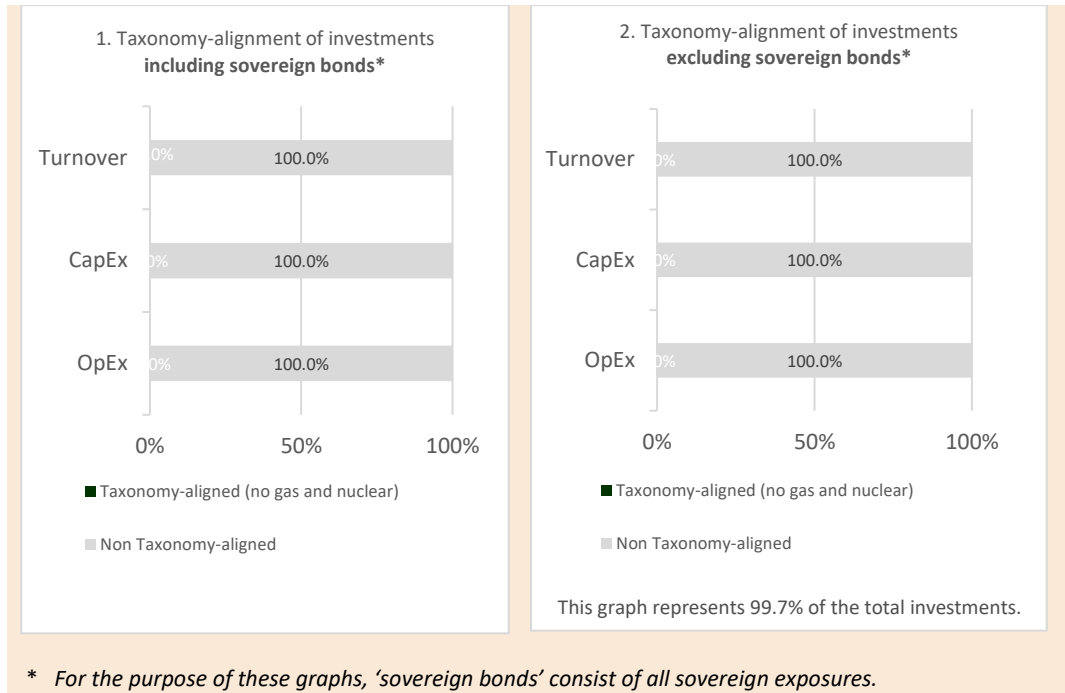 1. Taxonomy-alignment of investments
including sovereign bonds*
Turnover
.0%
100.0%
CapEx
0%
100.0%
OpEx
0%
100.0%
0%
50%
100%
Taxonomy-aligned (no gas and nuclear)
Non Taxonomy-aligned
2. Taxonomy-alignment of investments
excluding sovereign bonds*
Turnover
0%
100.0%
CapEx
0%
100.0%
OpEx
0%
100.0%
0%
50%
100%
Taxonomy-aligned (no gas and nuclear)
Non Taxonomy-aligned
This graph represents 99.7% of the total investments.
* For the purpose of these graphs, ‘sovereign bonds’ consist of all sovereign exposures.